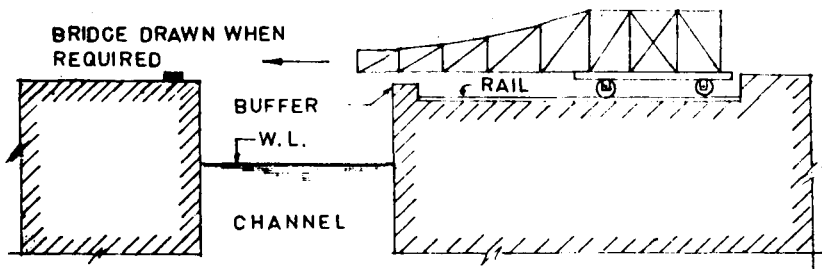 BRIDGE DRAWN WHEN
REQUIRED
RAIL
BUFFER
W.L.
CHANNEL